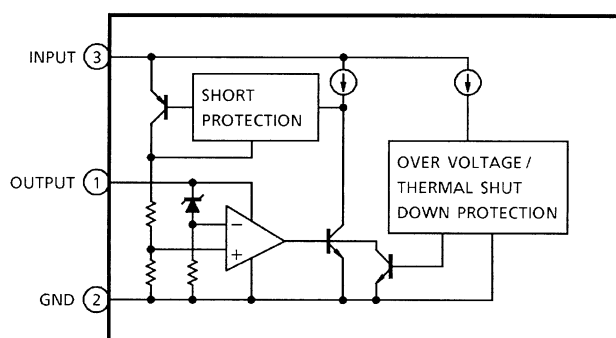 INPUT 3
SHORT
PROTECTION
OVER VOLTAGE /
THERMAL SHUT
DOWN PROTECTION
OUTPUT 1
−
+
GND 2